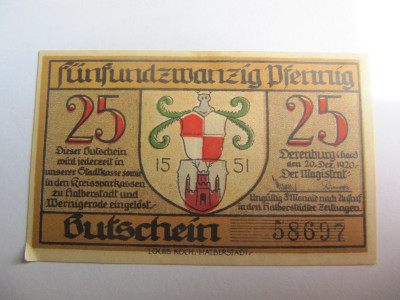 Fünfundzwanzig Pfennig
25
25
Dieser Gutschein
wird jederzeit in
unserer Stadtkasse sowie
in den Kreissparkassen
zu Halberstadt und
Wernigerode eingelöst.
15 51
Derenburg (Harz)
am 20. Dez. 1920.
Der Magistrat
Ungültig 3 Monate nach Aufruf
in den Halberstädter Zeitungen.
Gutschein
58697
LOUIS KOCH, HALBERSTADT.